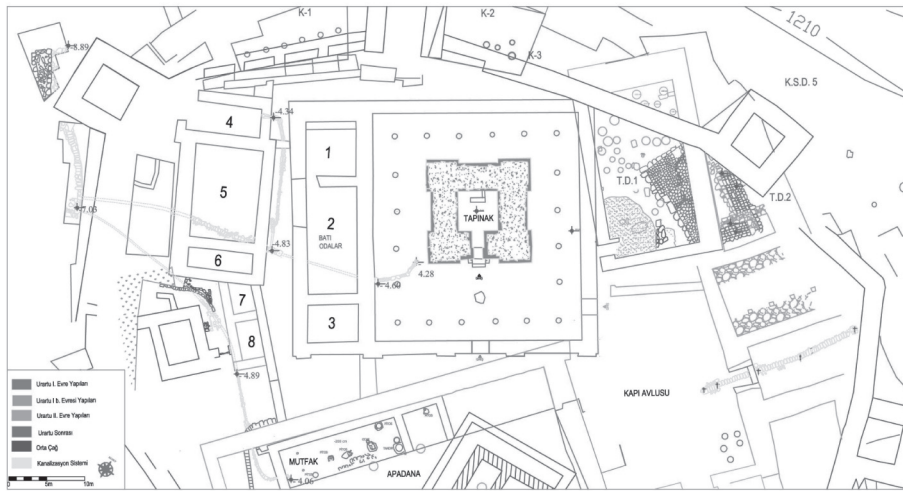 K-1
K-2
K-3
1210
K.S.D. 5
-8.89
4
-4.34
1
5
T.D.1
T.D.2
-7.03
2
BATI
ODALAR
TAPINAK
-4.83
6
4.28
-4.60
7
3
8
-4.89
KAPI AVLUSU
MUTFAK
-4.06
APADANA
Urartu I. Evre Yapıları
Urartu I b. Evresi Yapıları
Urartu II. Evre Yapıları
Urartu Sonrası
Orta Çağ
Kanalizasyon Sistemi
0 5m 10m